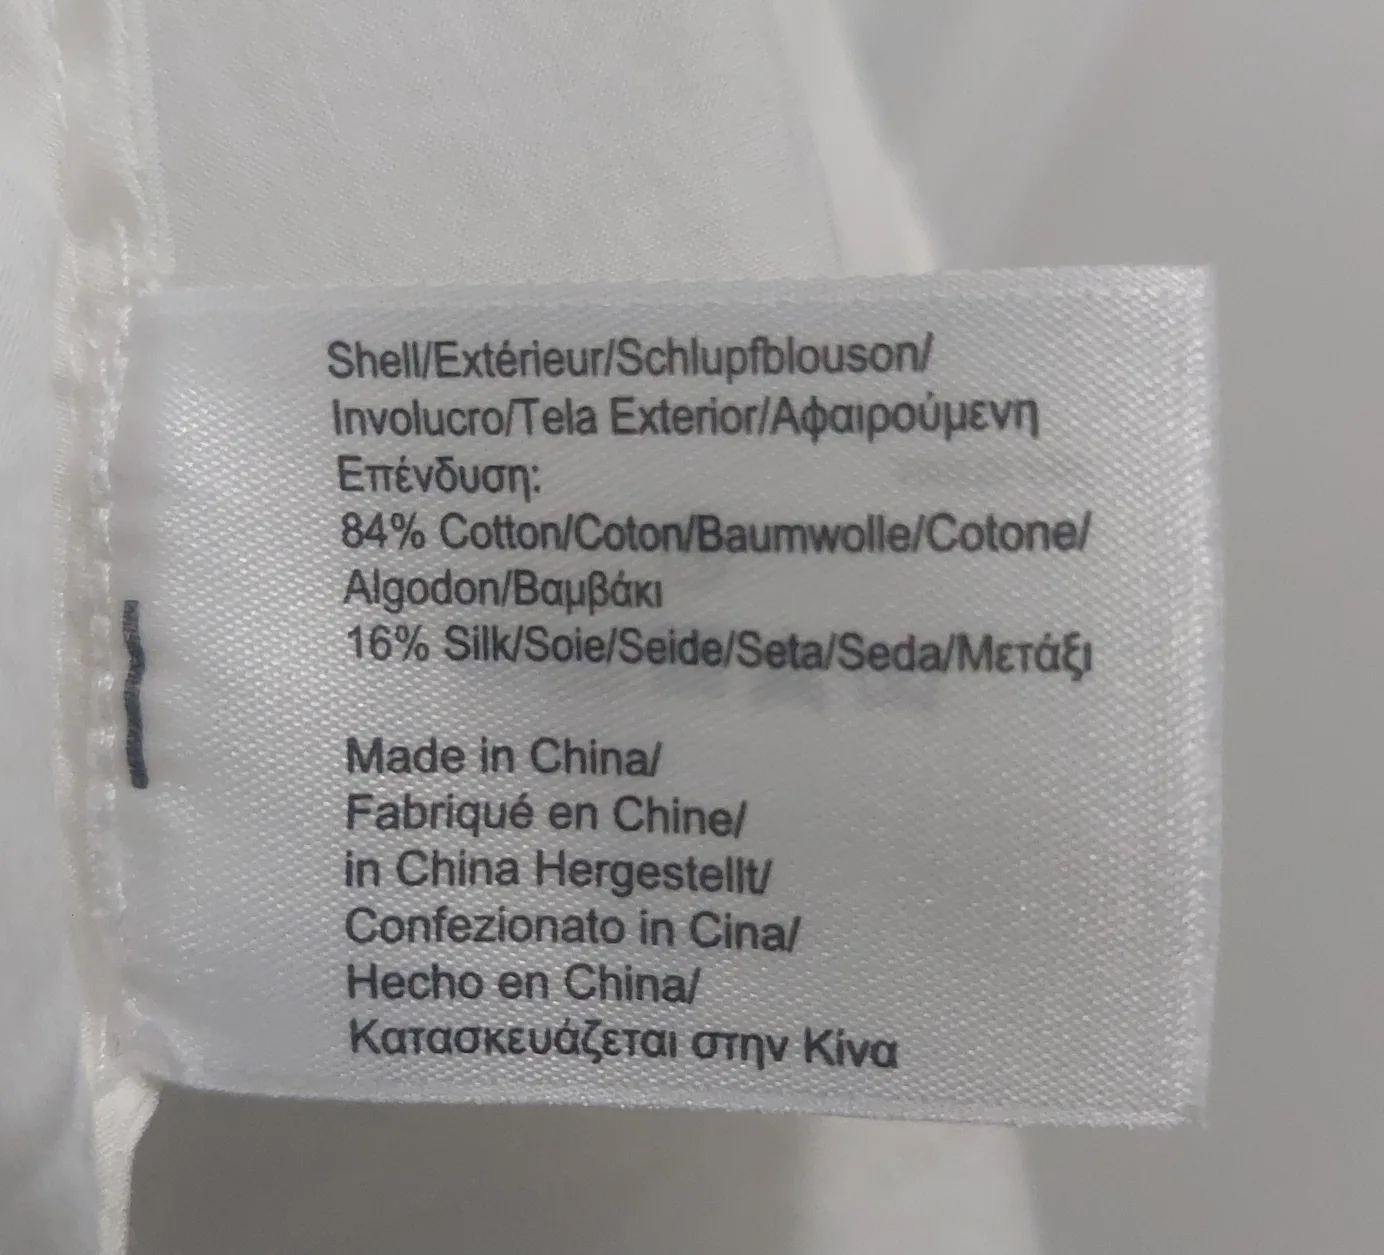 Shell/Extérieur/Schlupfblouson/
Involucro/Tela Exterior/Αφαιρούμενη
Επένδυση:
84% Cotton/Coton/Baumwolle/Cotone/
Algodon/Βαμβάκι
16% Silk/Soie/Seide/Seta/Seda/Μετάξι
Made in China/
Fabriqué en Chine/
in China Hergestellt/
Confezionato in Cina/
Hecho en China/
Κατασκευάζεται στην Κίνα